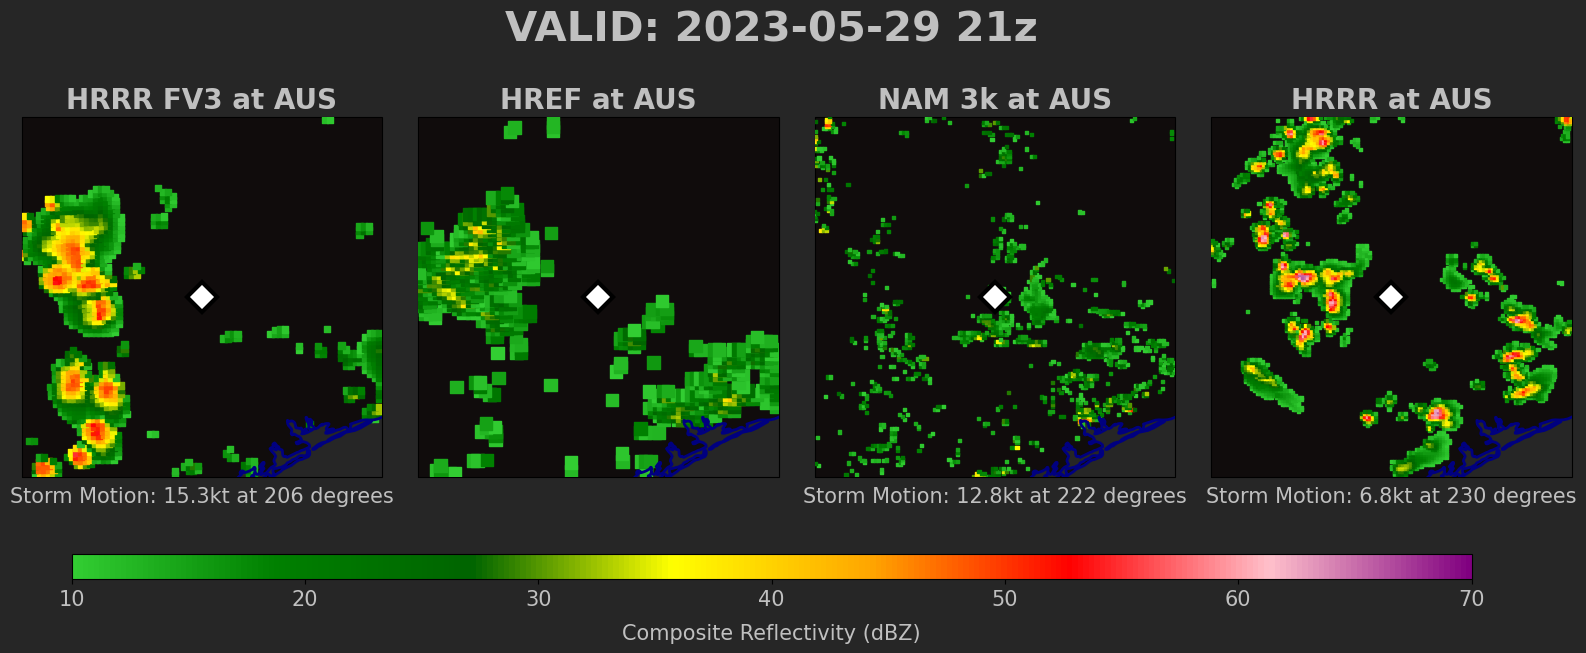 VALID: 2023-05-29 21z
HRRR FV3 at AUS
HREF at AUS
NAM 3k at AUS
HRRR at AUS
Storm Motion: 15.3kt at 206 degrees
Storm Motion: 12.8kt at 222 degrees
Storm Motion: 6.8kt at 230 degrees
10 20 30 40 50 60 70
Composite Reflectivity (dBZ)